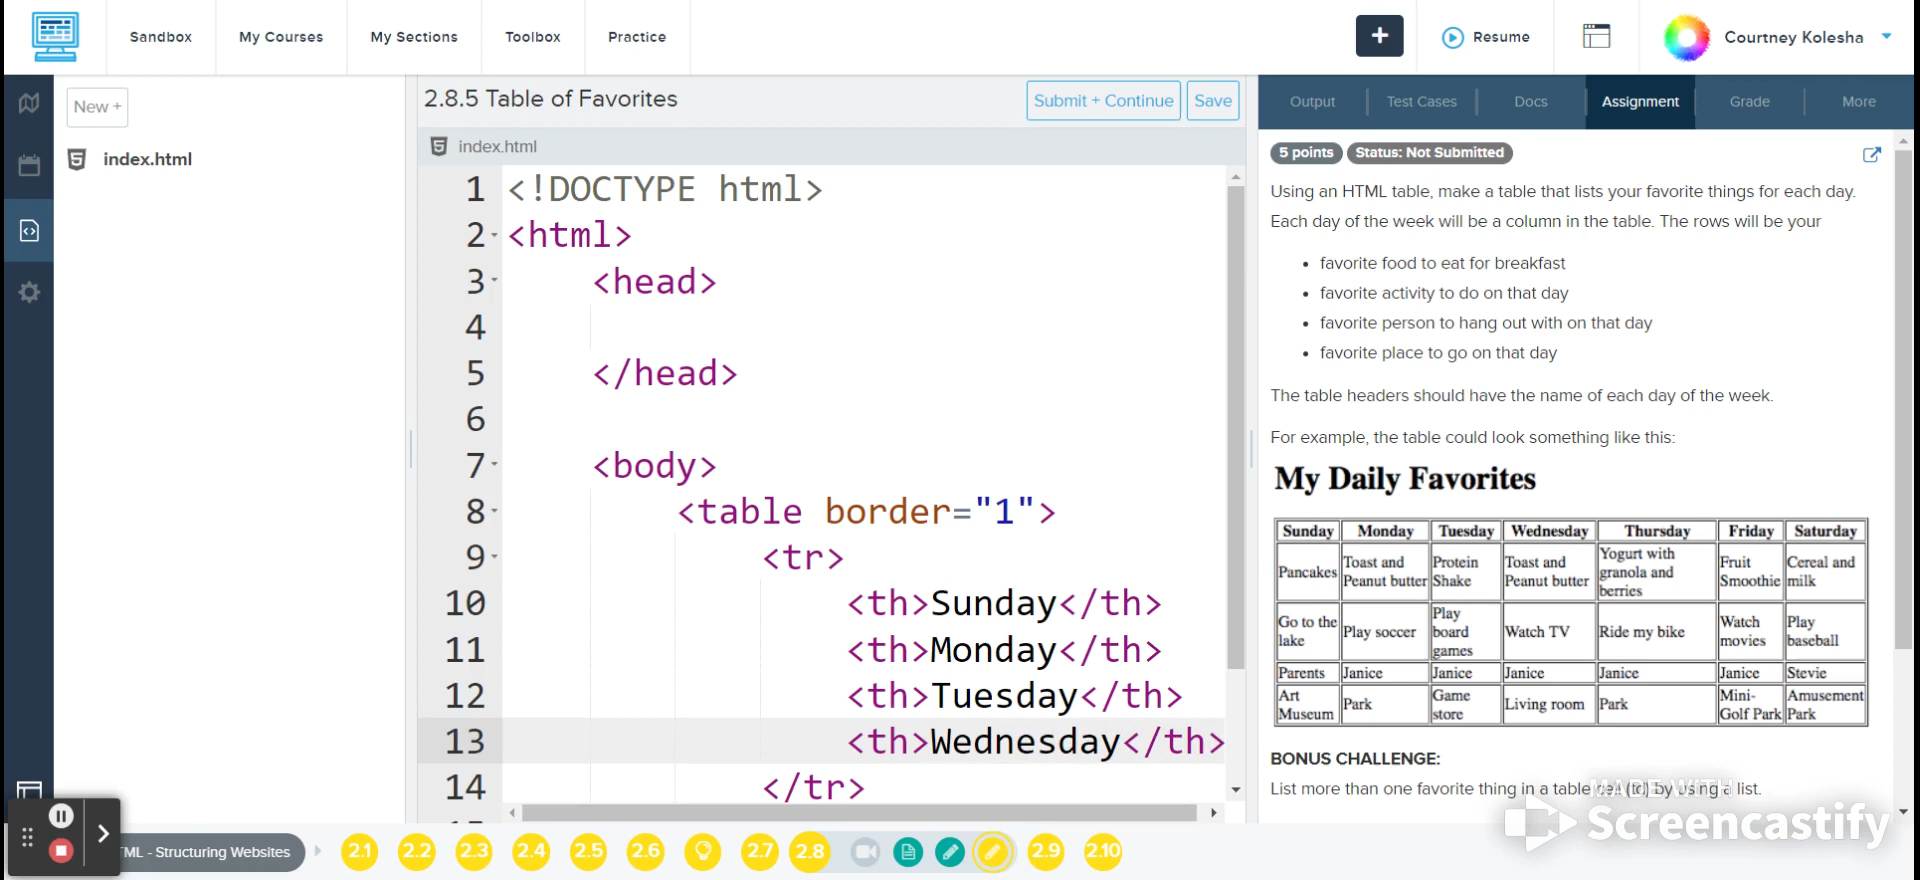 Sandbox
My Courses
My Sections
Toolbox
Practice
+
Resume
Courtney Kolesha
New +
index.html
2.8.5 Table of Favorites
Submit + Continue
Save
index.html
1 <!DOCTYPE html>
2 <html>
3 <head>
4
5 </head>
6
7 <body>
8 <table border="1">
9 <tr>
10 <th>Sunday</th>
11 <th>Monday</th>
12 <th>Tuesday</th>
13 <th>Wednesday</th>
14 </tr>
Output
Test Cases
Docs
Assignment
Grade
More
5 points
Status: Not Submitted
Using an HTML table, make a table that lists your favorite things for each day.
Each day of the week will be a column in the table. The rows will be your
• favorite food to eat for breakfast
• favorite activity to do on that day
• favorite person to hang out with on that day
• favorite place to go on that day
The table headers should have the name of each day of the week.
For example, the table could look something like this:
My Daily Favorites
Sunday Monday Tuesday Wednesday Thursday Friday Saturday
Pancakes
Toast and
Peanut butter
Protein
Shake
Toast and
Peanut butter
Yogurt with
granola and
berries
Fruit
Smoothie
Cereal and
milk
Go to the
lake
Play soccer
Play
board
games
Watch TV
Ride my bike
Watch
movies
Play
baseball
Parents Janice Janice Janice Janice Janice Stevie
Art
Museum
Park
Game
store
Living room
Park
Mini-
Golf Park
Amusement
Park
BONUS CHALLENGE:
List more than one favorite thing in a table cell (td) by using a list.
MADE WITH
Screencastify
TML - Structuring Websites
2.1
2.2
2.3
2.4
2.5
2.6
2.7
2.8
2.9
2.10